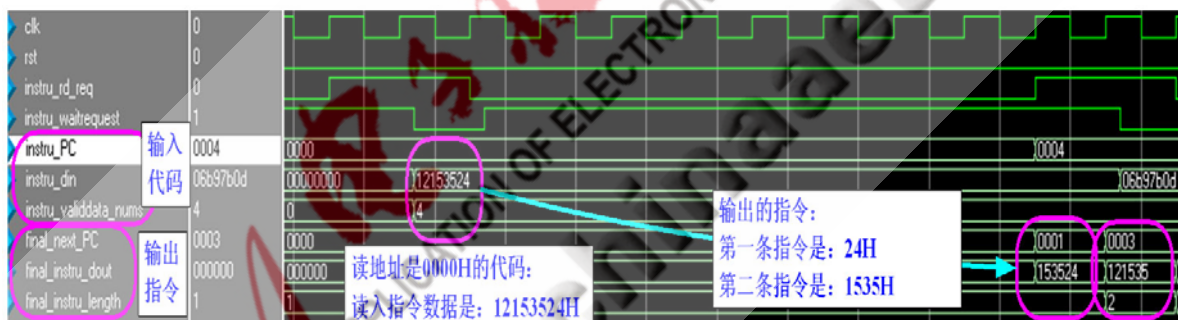 clk 0
rst 0
instru_rd_req 0
instru_waitrequest 1
instru_PC 0004 0000 0004
instru_din 06b97b0d 00000000 12153524 06b97b0d
instru_validdata_nums 4 0 4
final_next_PC 0003 0000 0001 0003
final_instru_dout 000000 000000 153524 121535
final_instru_length 1 1 2
输入
代码
输出
指令
读地址是0000H的代码:
读入指令数据是: 12153524H
输出的指令:
第一条指令是: 24H
第二条指令是: 1535H
OF ELECTRON